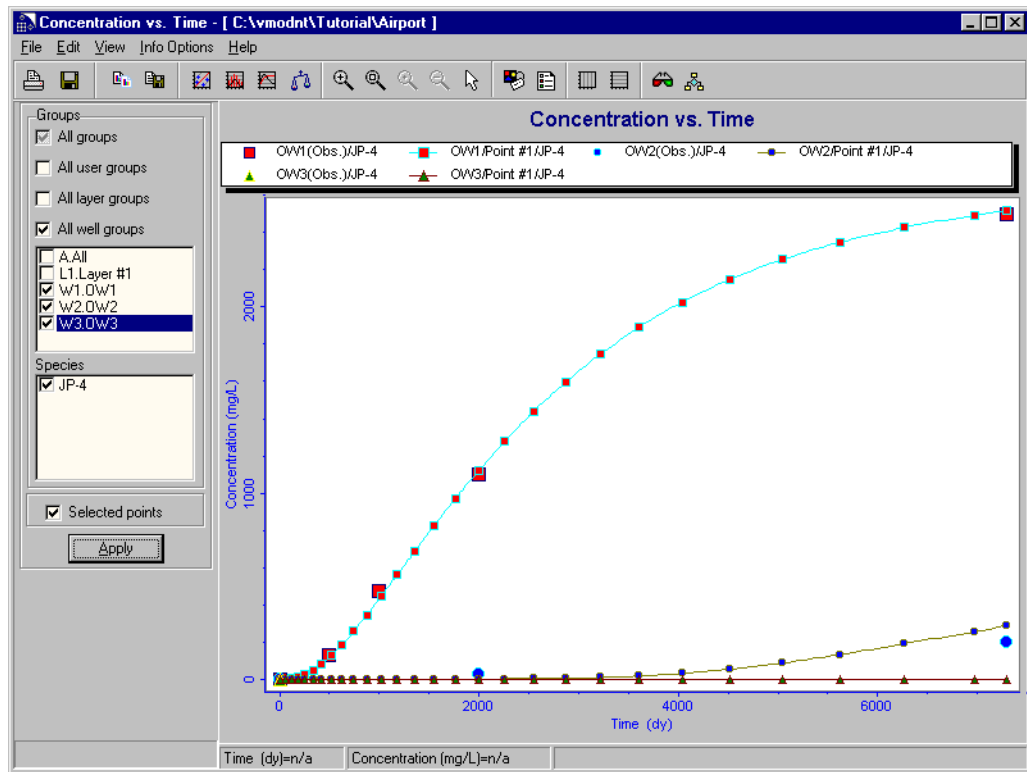 Concentration vs. Time - [ C:\vmodnt\Tutorial\Airport ]
File Edit View Info Options Help
Groups
All groups
All user groups
All layer groups
All well groups
A.All
L1.Layer #1
W1.OW1
W2.OW2
W3.OW3
Species
JP-4
Selected points
Apply
Concentration vs. Time
OW1(Obs.)/JP-4 OW1/Point #1/JP-4 OW2(Obs.)/JP-4 OW2/Point #1/JP-4
OW3(Obs.)/JP-4 OW3/Point #1/JP-4
Concentration (mg/L)
2000
1000
0
0 2000 4000 6000
Time (dy)
Time (dy)=n/a Concentration (mg/L)=n/a